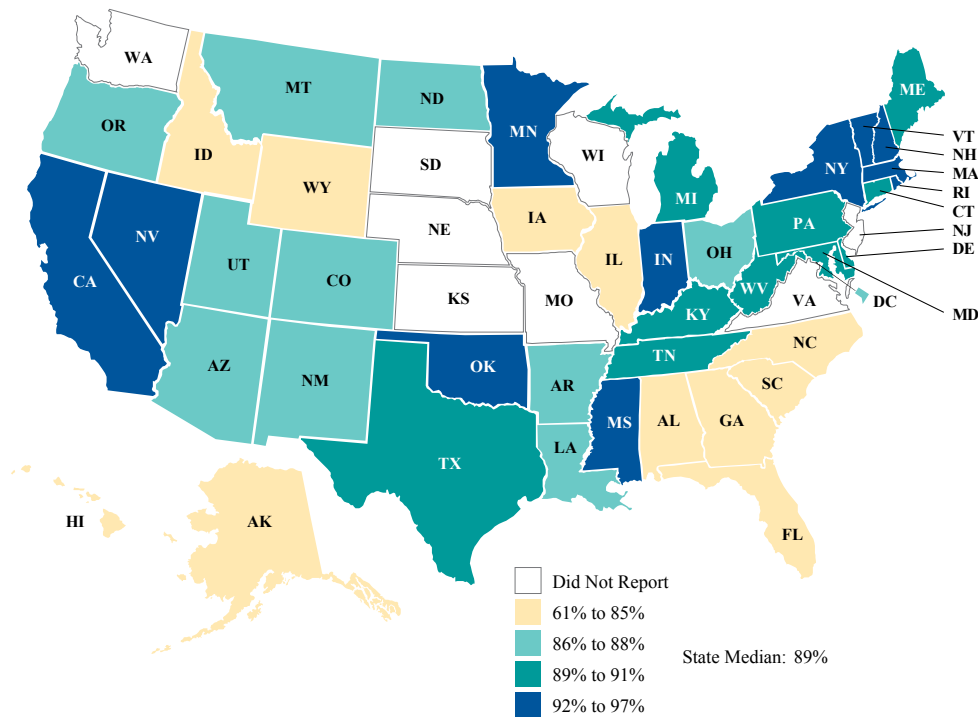 WA
MT
ND
MN
ME
OR
ID
SD
WI
VT
NH
WY
NY
MA
MI
RI
IA
CT
NE
PA
NV
NJ
OH
DE
IL
IN
UT
CA
CO
WV
KS
MO
VA
DC
KY
MD
NC
TN
OK
AZ
NM
AR
SC
MS
AL
GA
LA
TX
HI
AK
FL
Did Not Report
61% to 85%
86% to 88%
State Median: 89%
89% to 91%
92% to 97%